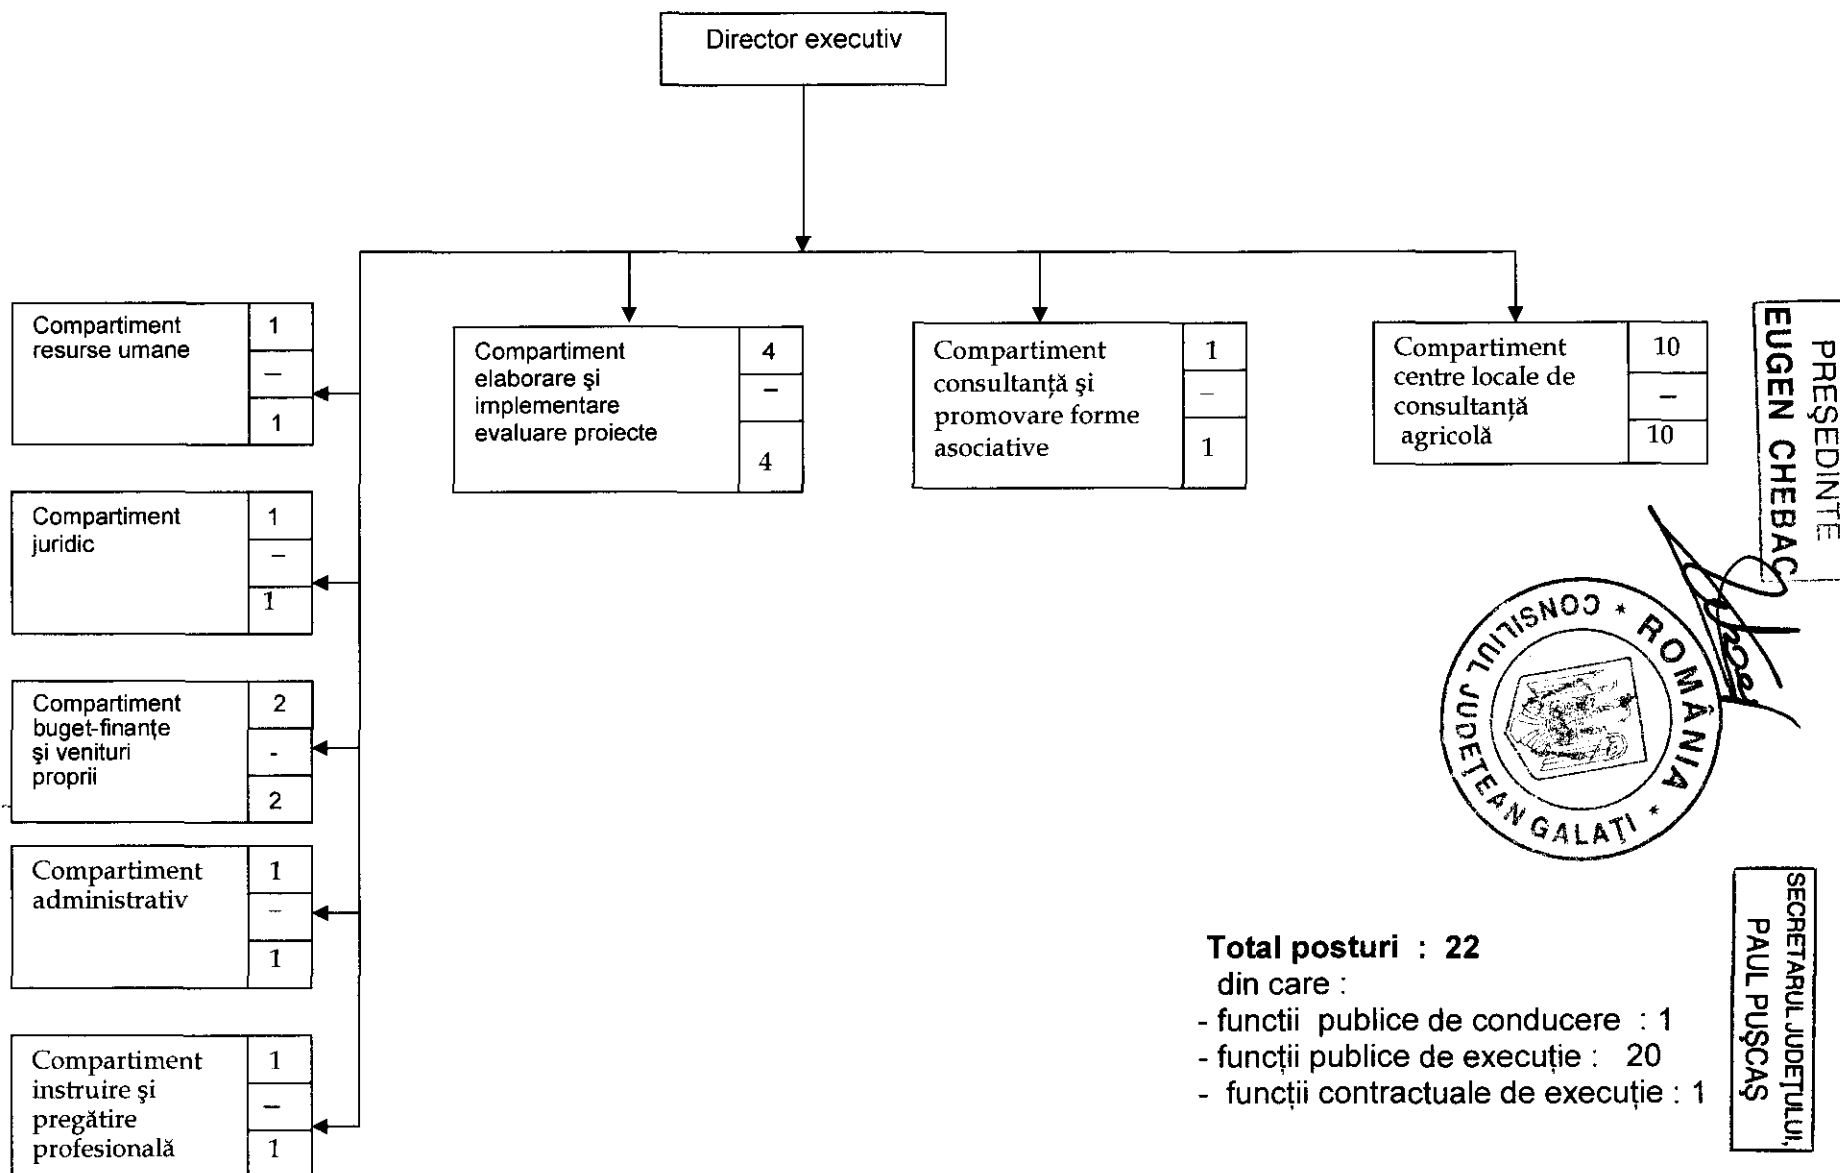 Director executiv
Compartiment
resurse umane
1
–
1
Compartiment
juridic
1
–
1
Compartiment
buget-finanțe
și venituri
proprii
2
-
2
Compartiment
administrativ
1
–
1
Compartiment
instruire și
pregătire
profesională
1
–
1
Compartiment
elaborare și
implementare
evaluare proiecte
4
–
4
Compartiment
consultanță și
promovare forme
asociative
1
–
1
Compartiment
centre locale de
consultanță
agricolă
10
–
10
PREȘEDINTE
EUGEN CHEBAC
* ROMÂNIA *
CONSILIUL JUDEȚEAN GALAȚI
Total posturi : 22
din care :
- functii publice de conducere : 1
- funcții publice de execuție : 20
- funcții contractuale de execuție : 1
SECRETARUL JUDEȚULUI,
PAUL PUȘCAȘ